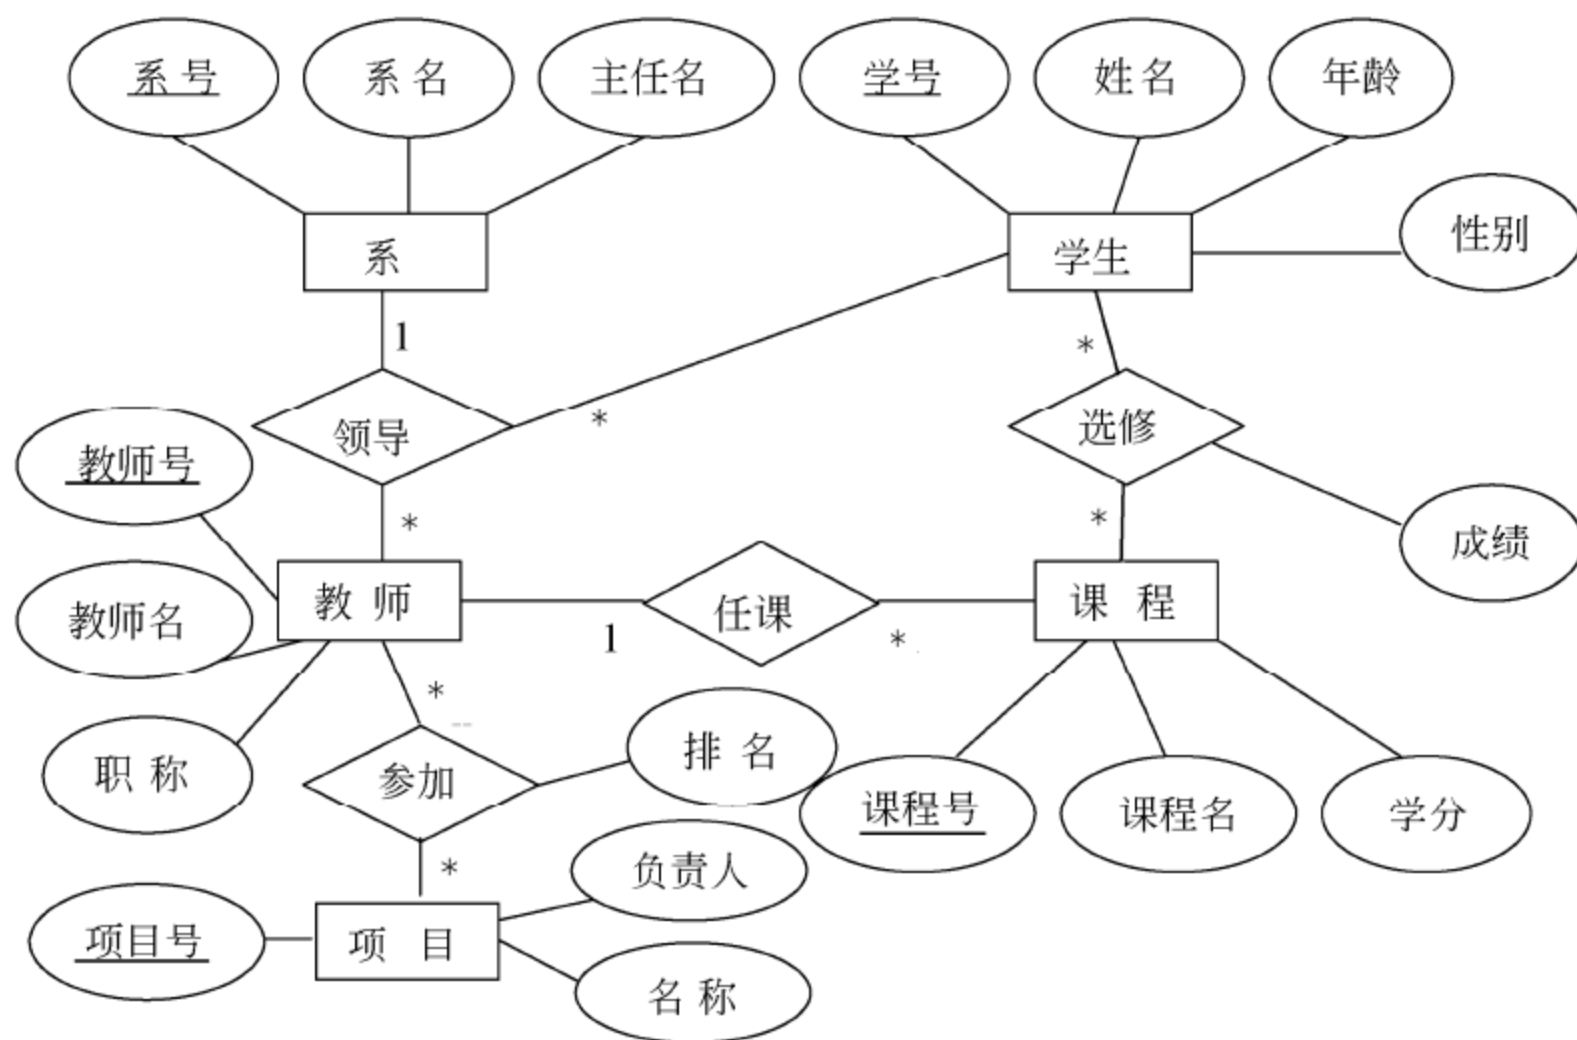 系 号
系 名
主任名
学号
姓名
年龄
性别
系
学生
1
*
*
领导
*
选修
教师号
*
*
成绩
教 师
任课
课 程
教师名
1
*
*
职 称
参加
排 名
课程号
课程名
学分
*
负责人
项目号
项 目
名 称